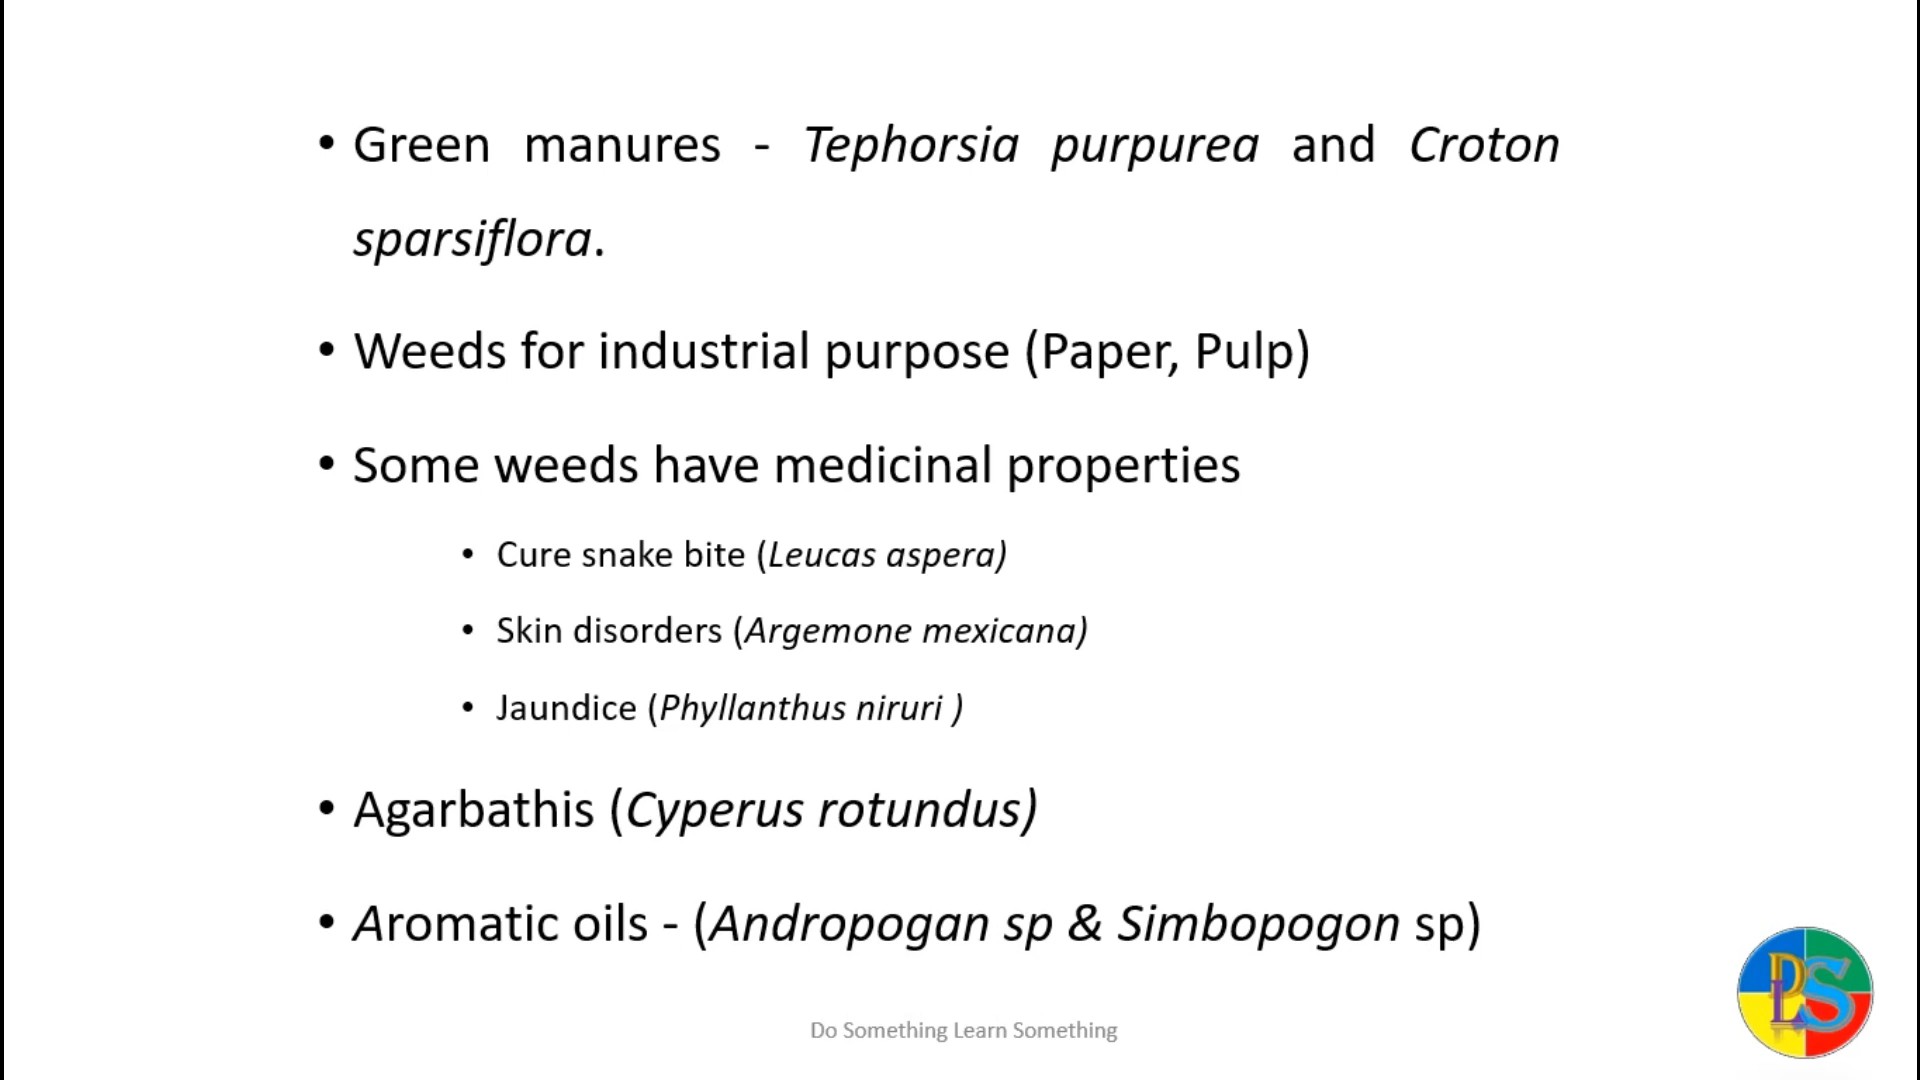 • Green manures - Tephorsia purpurea and Croton
sparsiflora.
• Weeds for industrial purpose (Paper, Pulp)
• Some weeds have medicinal properties
• Cure snake bite (Leucas aspera)
• Skin disorders (Argemone mexicana)
• Jaundice (Phyllanthus niruri )
• Agarbathis (Cyperus rotundus)
• Aromatic oils - (Andropogan sp & Simbopogon sp)
Do Something Learn Something
DS
L